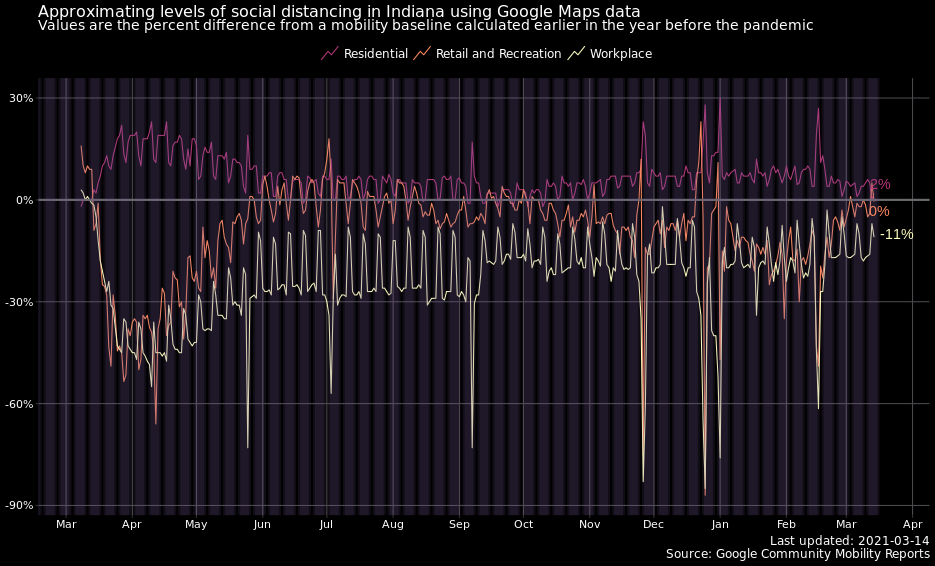 Approximating levels of social distancing in Indiana using Google Maps data
Values are the percent difference from a mobility baseline calculated earlier in the year before the pandemic
Residential Retail and Recreation Workplace
30%
0%
-30%
-60%
-90%
2%
0%
-11%
Mar Apr May Jun Jul Aug Sep Oct Nov Dec Jan Feb Mar Apr
Last updated: 2021-03-14
Source: Google Community Mobility Reports